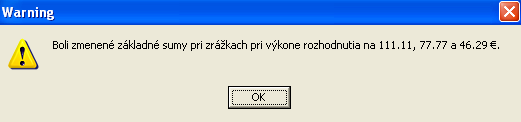 Warning
Boli zmenené základné sumy pri zrážkach pri výkone rozhodnutia na 111.11, 77.77 a 46.29 €.
OK